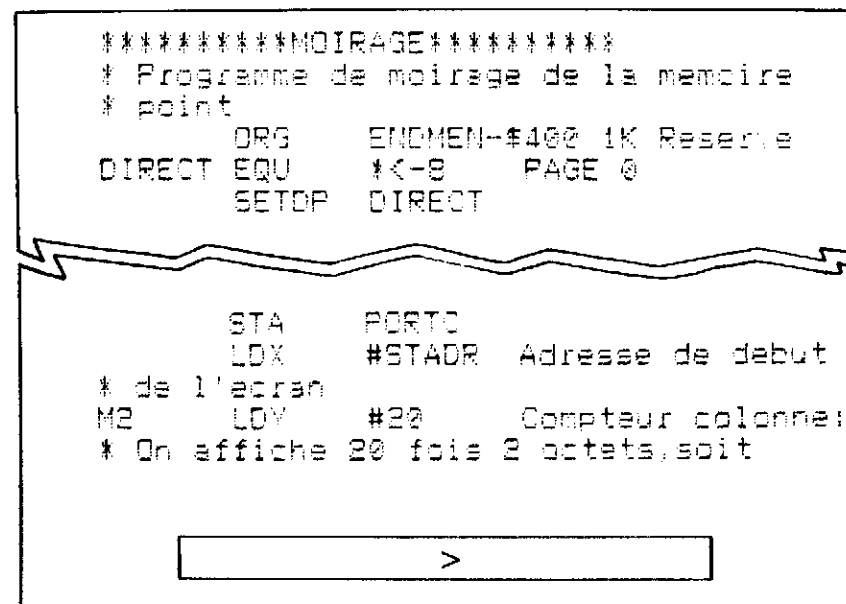 **********MOIRAGE**********
* Programme de moirage de la memoire
* point
ORG ENDMEN-$400 1K Reserve
DIRECT EQU *<-8 PAGE 0
SETDP DIRECT
STA PORTC
LDX #STADR Adresse de debut
* de l'ecran
M2 LDY #20 Compteur colonne
* On affiche 20 fois 2 octets,soit
>